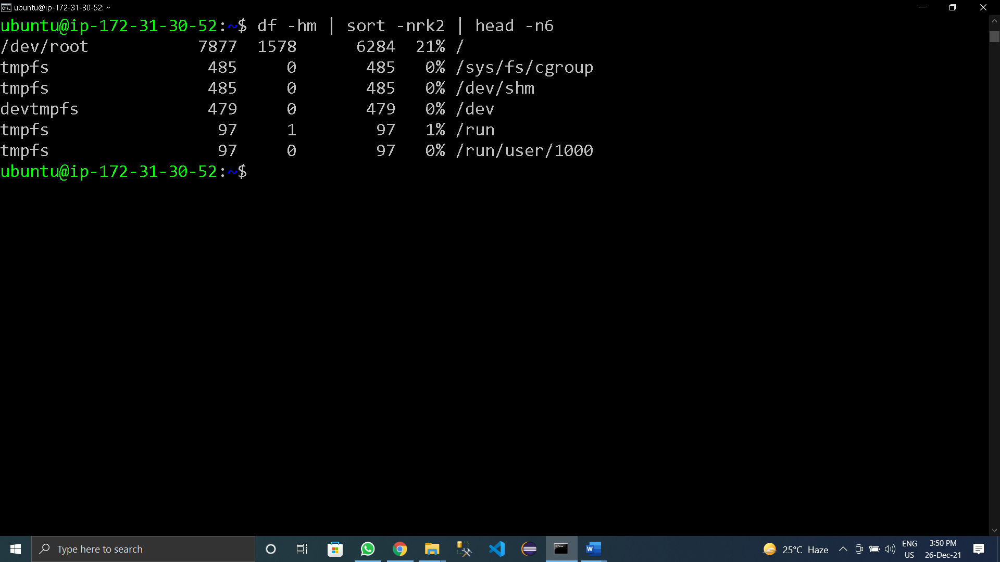 ubuntu@ip-172-31-30-52: ~
ubuntu@ip-172-31-30-52:~$ df -hm | sort -nrk2 | head -n6
/dev/root 7877 1578 6284 21% /
tmpfs 485 0 485 0% /sys/fs/cgroup
tmpfs 485 0 485 0% /dev/shm
devtmpfs 479 0 479 0% /dev
tmpfs 97 1 97 1% /run
tmpfs 97 0 97 0% /run/user/1000
ubuntu@ip-172-31-30-52:~$
Type here to search
25°C Haze
ENG
US
3:50 PM
26-Dec-21